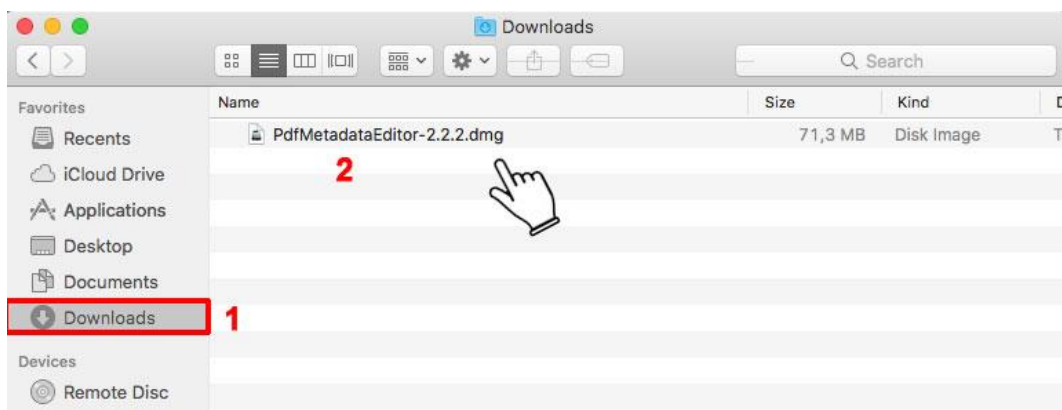 Downloads
Search
Favorites
Recents
iCloud Drive
Applications
Desktop
Documents
Downloads
1
Devices
Remote Disc
Name Size Kind
PdfMetadataEditor-2.2.2.dmg 71,3 MB Disk Image
2